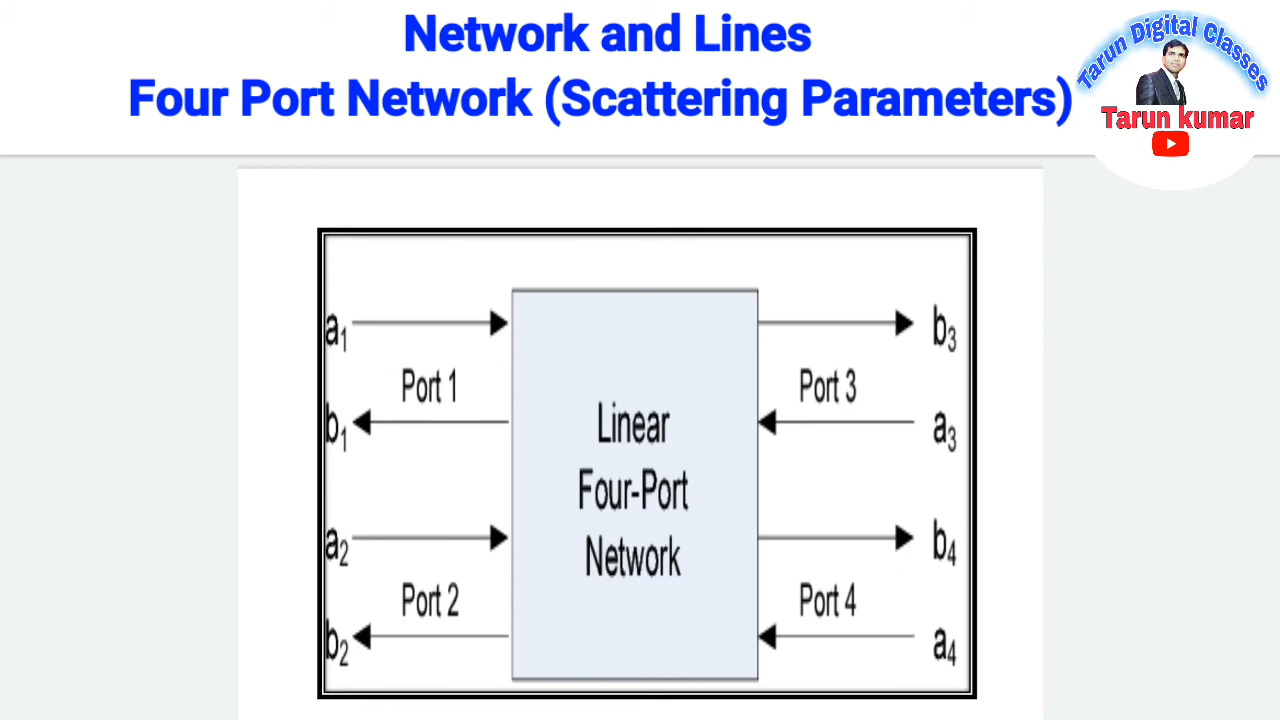 Network and Lines
Four Port Network (Scattering Parameters)
Tarun Digital Classes
Tarun kumar
a1
b3
Port 1
Port 3
b1
a3
Linear
Four-Port
Network
a2
b4
Port 2
Port 4
b2
a4